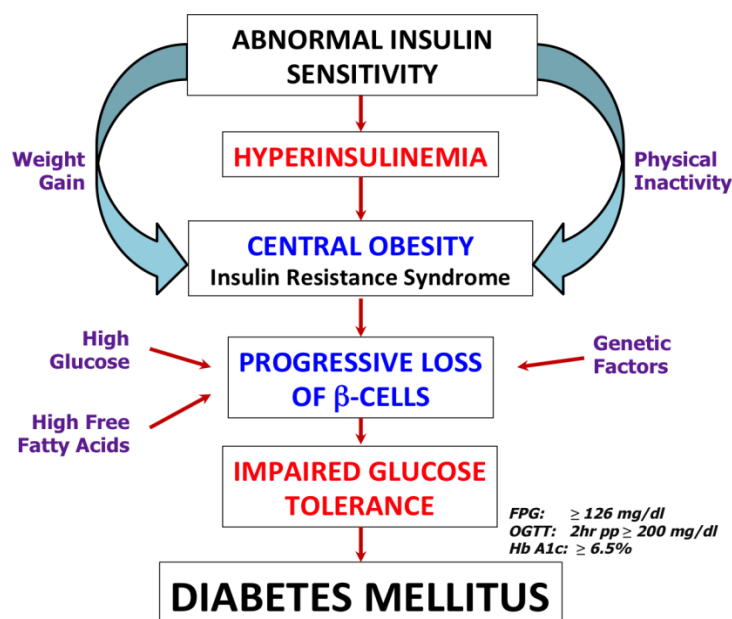 ABNORMAL INSULIN
SENSITIVITY
Weight
Gain
HYPERINSULINEMIA
Physical
Inactivity
CENTRAL OBESITY
Insulin Resistance Syndrome
High
Glucose
PROGRESSIVE LOSS
OF β-CELLS
Genetic
Factors
High Free
Fatty Acids
IMPAIRED GLUCOSE
TOLERANCE
FPG: ≥ 126 mg/dl
OGTT: 2hr pp ≥ 200 mg/dl
Hb A1c: ≥ 6.5%
DIABETES MELLITUS